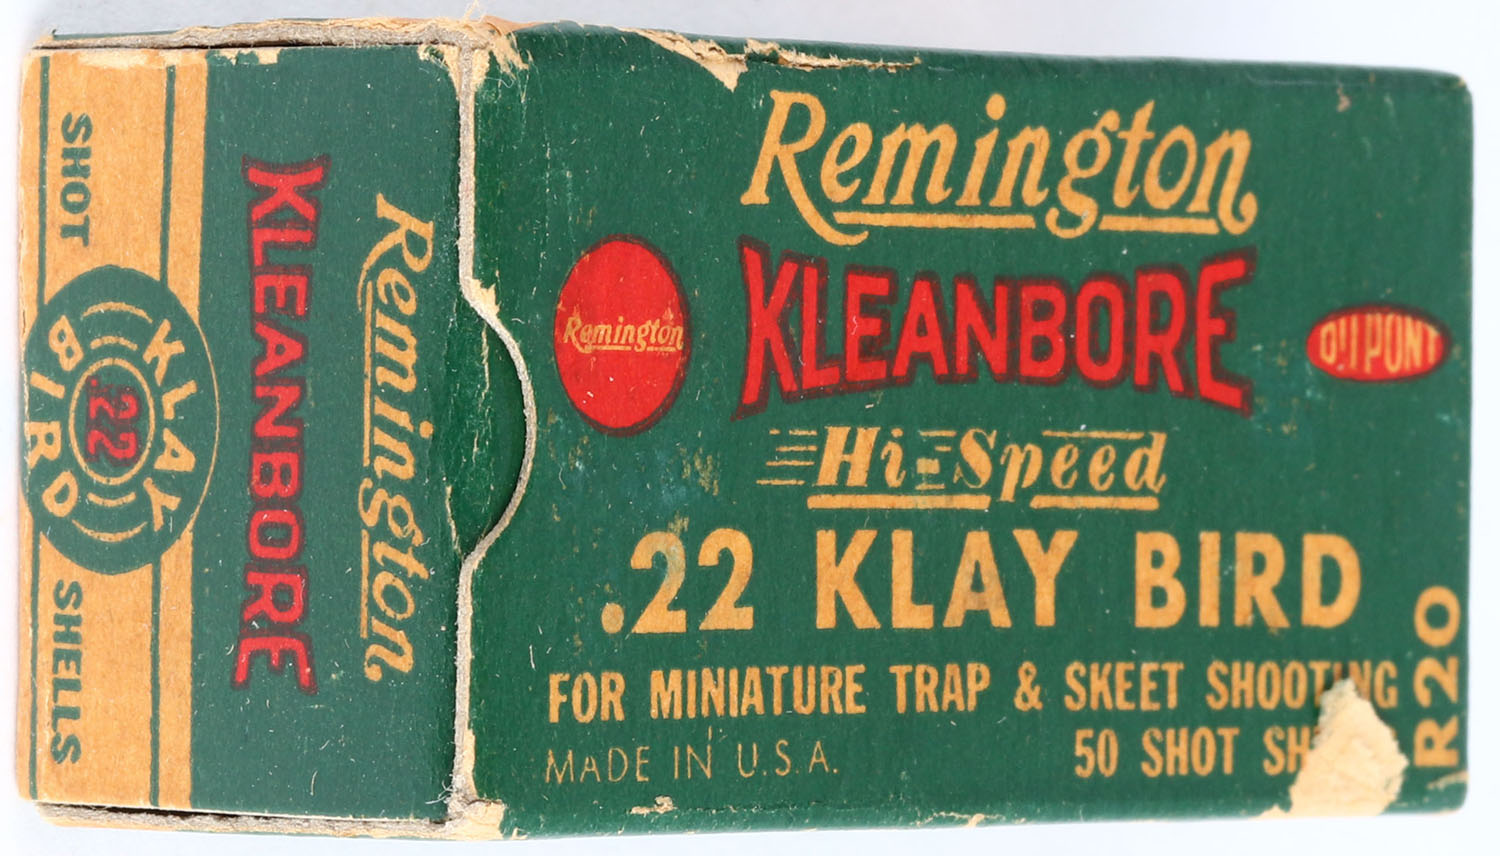 SHOT
KLAY
BIRD
.22
SHELLS
KLEANBORE
Remington
Remington
Remington
KLEANBORE
DUPONT
Hi-Speed
.22 KLAY BIRD
FOR MINIATURE TRAP & SKEET SHOOTING
MADE IN U.S.A.
50 SHOT SH
R20